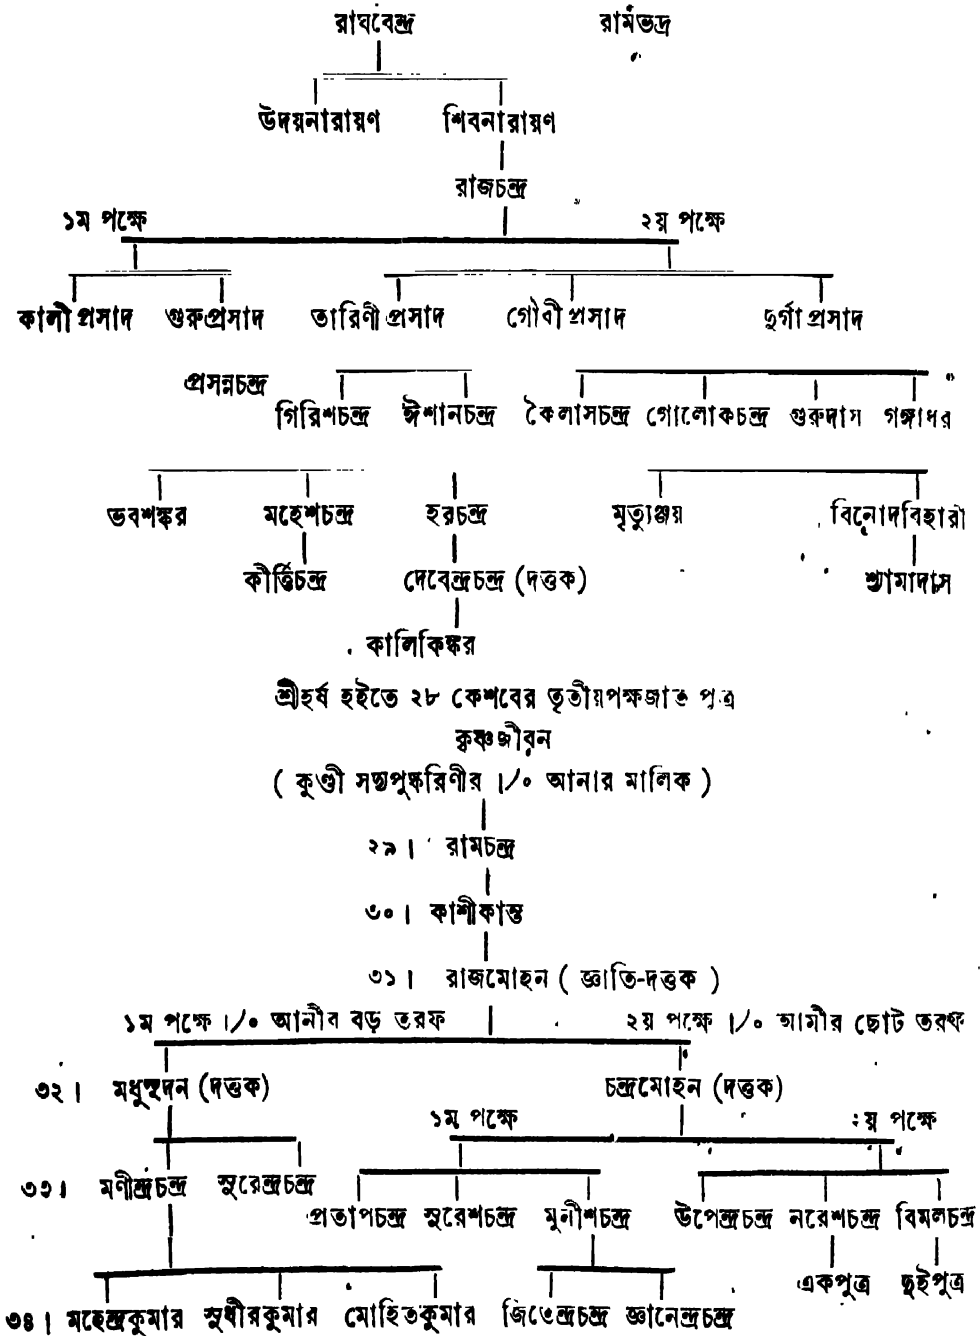 রাঘবেন্দ্র রামভদ্র
উদয়নারায়ণ শিবনারায়ণ
রাজচন্দ্র
১ম পক্ষে ২য় পক্ষে
কালীপ্রসাদ গুরুপ্রসাদ তারিণীপ্রসাদ গৌরীপ্রসাদ দুর্গাপ্রসাদ
প্রসন্নচন্দ্র
গিরিশচন্দ্র ঈশানচন্দ্র কৈলাসচন্দ্র গোলোকচন্দ্র গুরুদাস গঙ্গাধর
ভবশঙ্কর মহেশচন্দ্র হরচন্দ্র মৃত্যুঞ্জয় বিনোদবিহারী
কীর্ত্তিচন্দ্র দেবেন্দ্রচন্দ্র (দত্তক) শ্যামাদাস
কালিকিঙ্কর
শ্রীহর্ষ হইতে ২৮ কেশবের তৃতীয়পক্ষজাত পুত্র
কৃষ্ণজীবন
( কুণ্ডী সদ্যপুষ্করিণীর ।/০ আনার মালিক )
২৯। রামচন্দ্র
৩০। কাশীকান্ত
৩১। রাজমোহন ( জ্ঞাতি-দত্তক )
১ম পক্ষে ।/০ আনীর বড় তরফ ২য় পক্ষে ।/০ আনীর ছোট তরফ
৩২। মধুসূদন (দত্তক) চন্দ্রমোহন (দত্তক)
১ম পক্ষে ২য় পক্ষে
৩৩। মণীন্দ্রচন্দ্র সুরেন্দ্রচন্দ্র
প্রতাপচন্দ্র সুরেশচন্দ্র মুনীশচন্দ্র উপেন্দ্রচন্দ্র নরেশচন্দ্র বিমলচন্দ্র
একপুত্র দুইপুত্র
৩৪। মহেন্দ্রকুমার সুধীরকুমার মোহিতকুমার জিতেন্দ্রচন্দ্র জ্ঞানেন্দ্রচন্দ্র